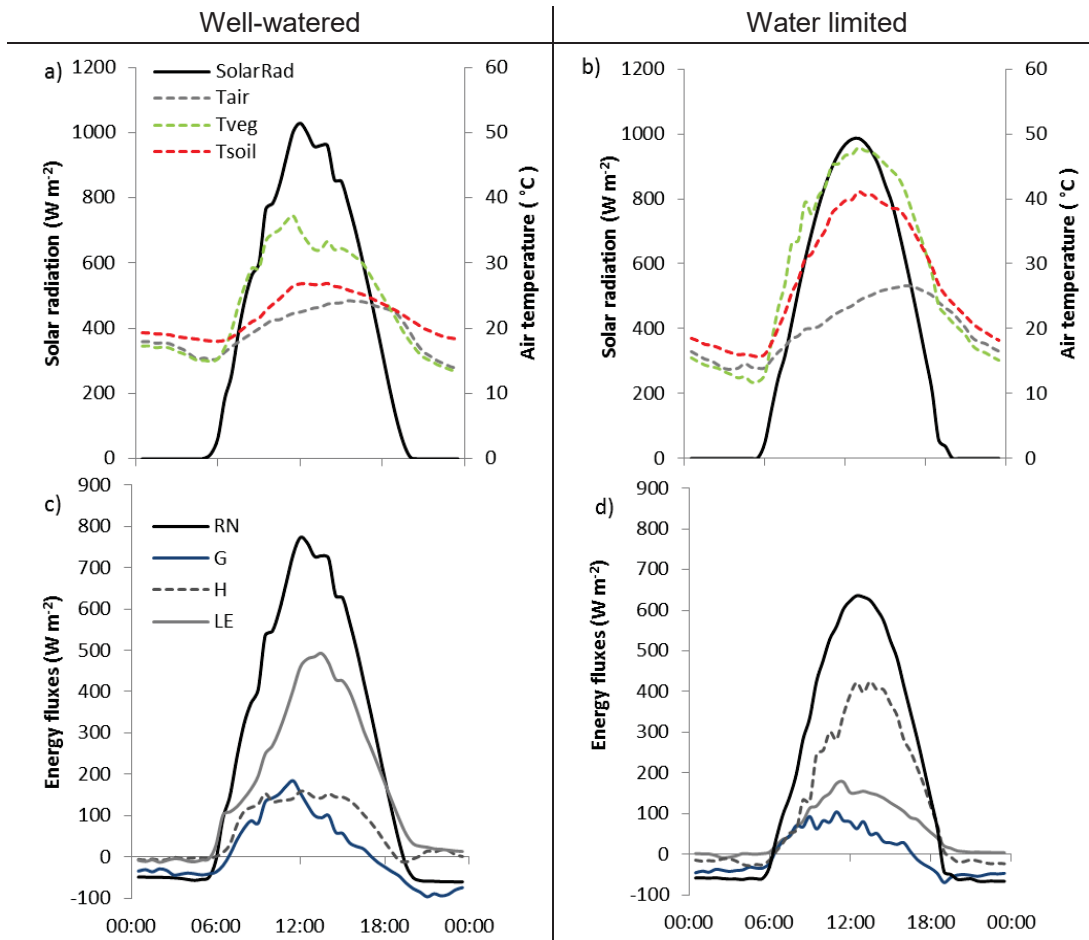 Well-watered
Water limited
a)
SolarRad
Tair
Tveg
Tsoil
1200
1000
800
600
400
200
0
Solar radiation (W m-2)
60
50
40
30
20
10
0
Air temperature ( °C)
b)
1200
1000
800
600
400
200
0
Solar radiation (W m-2)
60
50
40
30
20
10
0
Air temperature ( °C)
c)
RN
G
H
LE
900
800
700
600
500
400
300
200
100
0
-100
Energy fluxes (W m-2)
00:00 06:00 12:00 18:00 00:00
d)
900
800
700
600
500
400
300
200
100
0
-100
Energy fluxes (W m-2)
00:00 06:00 12:00 18:00 00:00